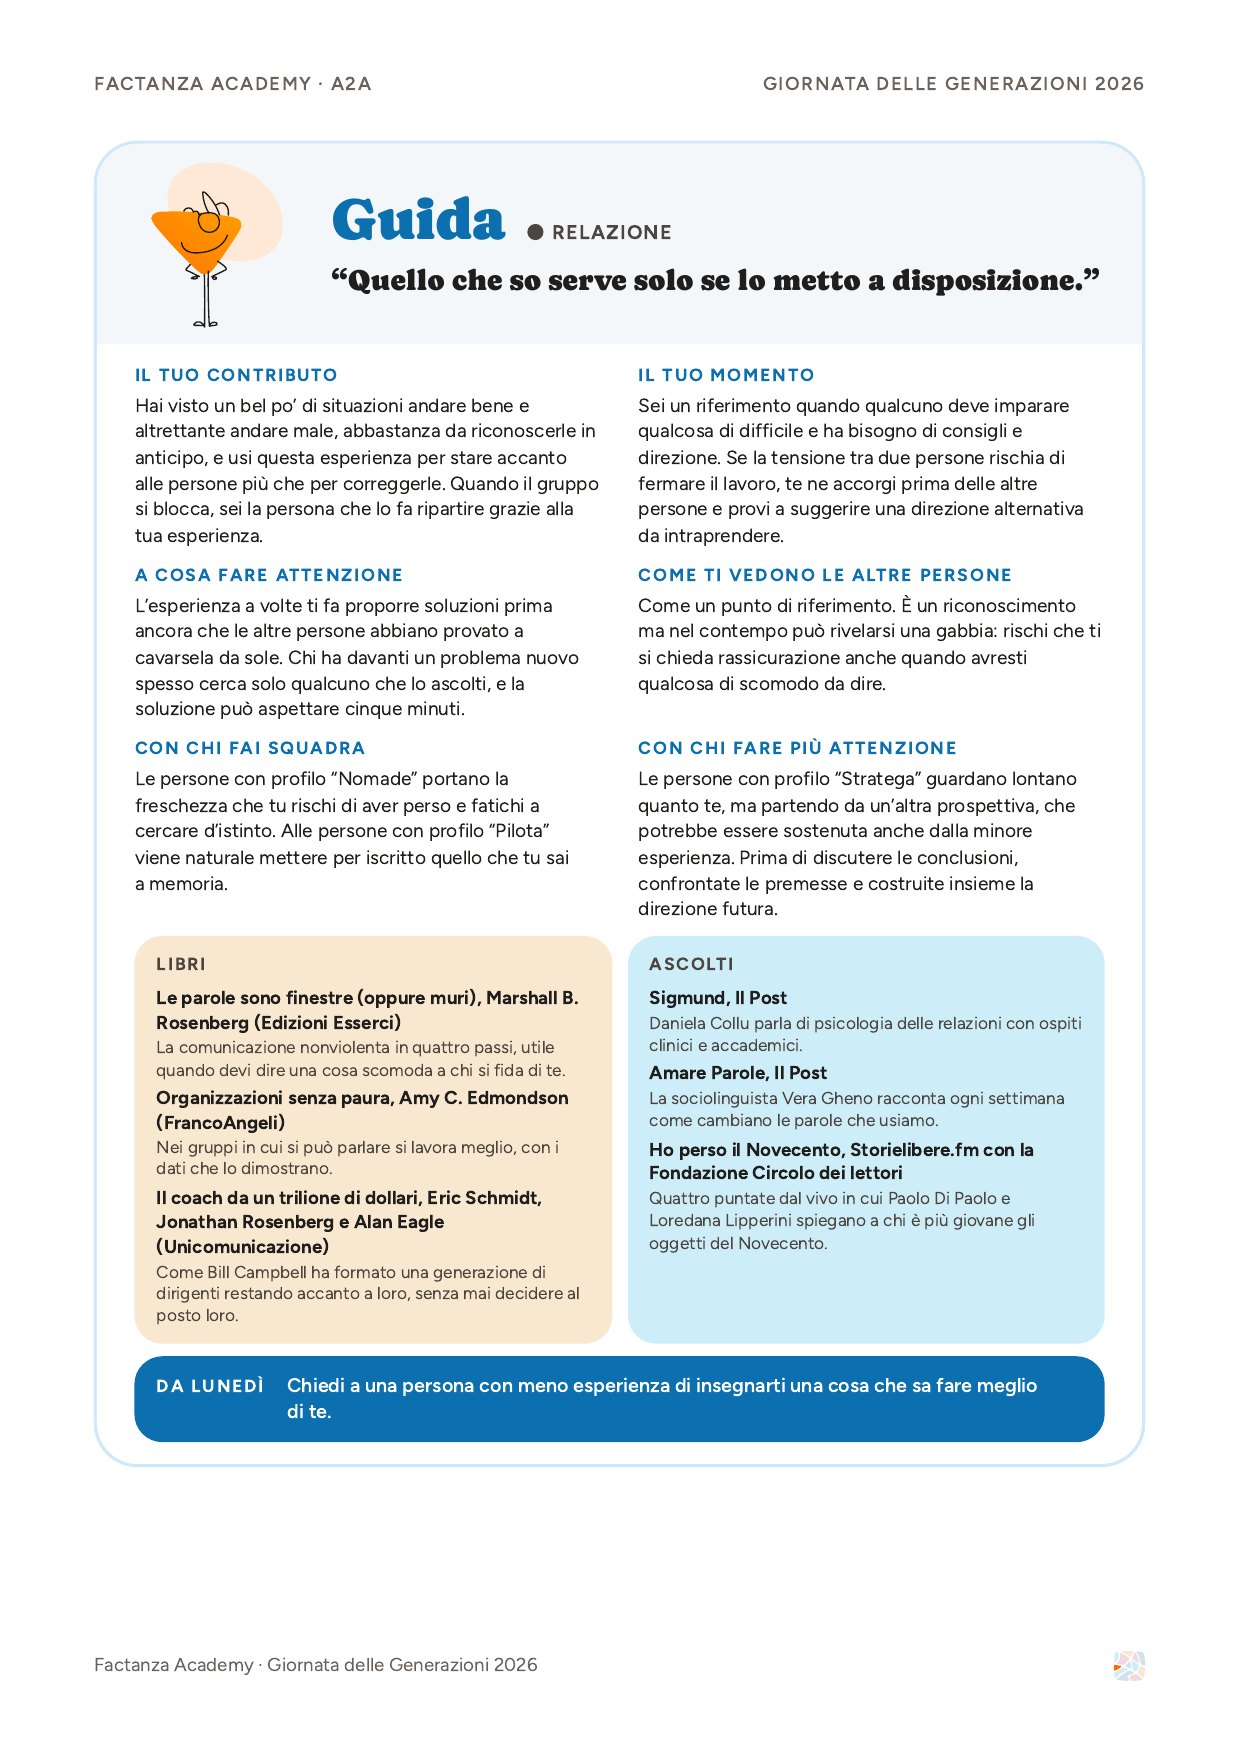 FACTANZA ACADEMY · A2A
GIORNATA DELLE GENERAZIONI 2026
Guida
● RELAZIONE
“Quello che so serve solo se lo metto a disposizione.”
IL TUO CONTRIBUTO
Hai visto un bel po’ di situazioni andare bene e
altrettante andare male, abbastanza da riconoscerle in
anticipo, e usi questa esperienza per stare accanto
alle persone più che per correggerle. Quando il gruppo
si blocca, sei la persona che lo fa ripartire grazie alla
tua esperienza.
IL TUO MOMENTO
Sei un riferimento quando qualcuno deve imparare
qualcosa di difficile e ha bisogno di consigli e
direzione. Se la tensione tra due persone rischia di
fermare il lavoro, te ne accorgi prima delle altre
persone e provi a suggerire una direzione alternativa
da intraprendere.
A COSA FARE ATTENZIONE
L’esperienza a volte ti fa proporre soluzioni prima
ancora che le altre persone abbiano provato a
cavarsela da sole. Chi ha davanti un problema nuovo
spesso cerca solo qualcuno che lo ascolti, e la
soluzione può aspettare cinque minuti.
COME TI VEDONO LE ALTRE PERSONE
Come un punto di riferimento. È un riconoscimento
ma nel contempo può rivelarsi una gabbia: rischi che ti
si chieda rassicurazione anche quando avresti
qualcosa di scomodo da dire.
CON CHI FAI SQUADRA
Le persone con profilo “Nomade” portano la
freschezza che tu rischi di aver perso e fatichi a
cercare d’istinto. Alle persone con profilo “Pilota”
viene naturale mettere per iscritto quello che tu sai
a memoria.
CON CHI FARE PIÙ ATTENZIONE
Le persone con profilo “Stratega” guardano lontano
quanto te, ma partendo da un’altra prospettiva, che
potrebbe essere sostenuta anche dalla minore
esperienza. Prima di discutere le conclusioni,
confrontate le premesse e costruite insieme la
direzione futura.
LIBRI
Le parole sono finestre (oppure muri), Marshall B.
Rosenberg (Edizioni Esserci)
La comunicazione nonviolenta in quattro passi, utile
quando devi dire una cosa scomoda a chi si fida di te.
Organizzazioni senza paura, Amy C. Edmondson
(FrancoAngeli)
Nei gruppi in cui si può parlare si lavora meglio, con i
dati che lo dimostrano.
Il coach da un trilione di dollari, Eric Schmidt,
Jonathan Rosenberg e Alan Eagle
(Unicomunicazione)
Come Bill Campbell ha formato una generazione di
dirigenti restando accanto a loro, senza mai decidere al
posto loro.
ASCOLTI
Sigmund, Il Post
Daniela Collu parla di psicologia delle relazioni con ospiti
clinici e accademici.
Amare Parole, Il Post
La sociolinguista Vera Gheno racconta ogni settimana
come cambiano le parole che usiamo.
Ho perso il Novecento, Storielibere.fm con la
Fondazione Circolo dei lettori
Quattro puntate dal vivo in cui Paolo Di Paolo e
Loredana Lipperini spiegano a chi è più giovane gli
oggetti del Novecento.
DA LUNEDÌ
Chiedi a una persona con meno esperienza di insegnarti una cosa che sa fare meglio
di te.
Factanza Academy · Giornata delle Generazioni 2026